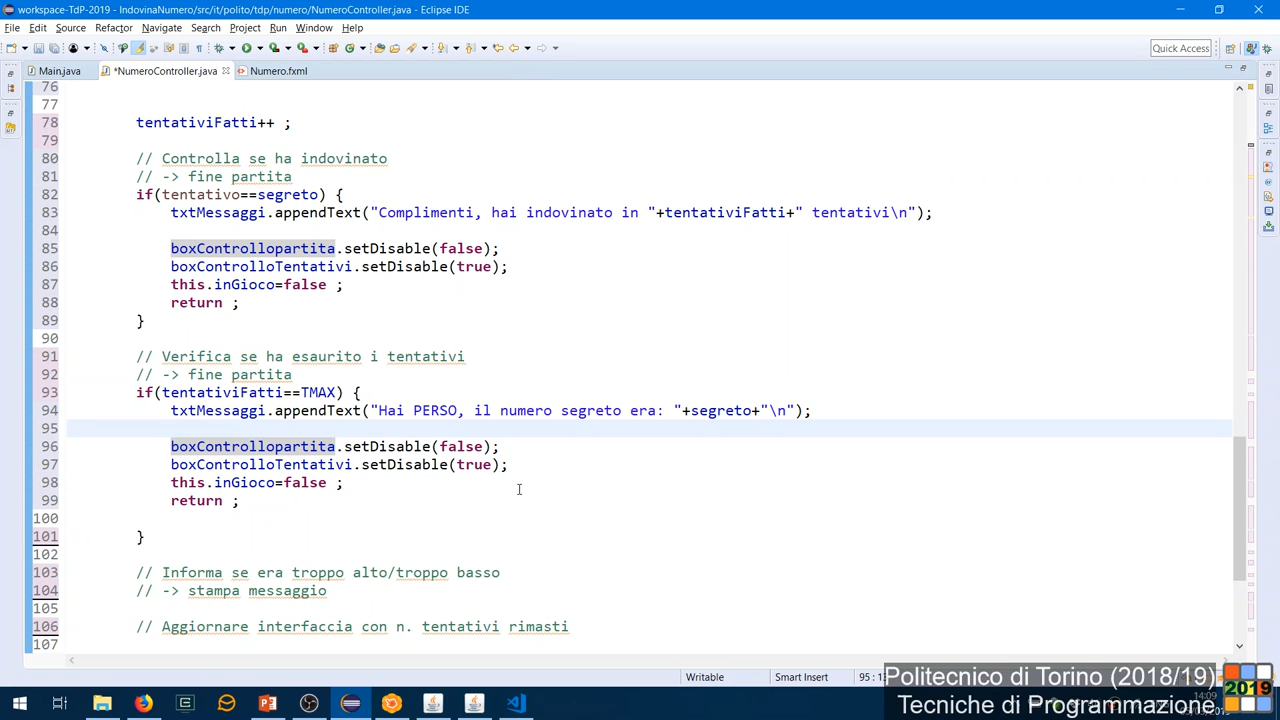 workspace-TdP-2019 - IndovinaNumero/src/it/polito/tdp/numero/NumeroController.java - Eclipse IDE
File Edit Source Refactor Navigate Search Project Run Window Help
Quick Access
Main.java *NumeroController.java Numero.fxml
76
77
78 tentativiFatti++ ;
79
80 // Controlla se ha indovinato
81 // -> fine partita
82 if(tentativo==segreto) {
83 txtMessaggi.appendText("Complimenti, hai indovinato in "+tentativiFatti+" tentativi\n");
84
85 boxControllopartita.setDisable(false);
86 boxControlloTentativi.setDisable(true);
87 this.inGioco=false ;
88 return ;
89 }
90
91 // Verifica se ha esaurito i tentativi
92 // -> fine partita
93 if(tentativiFatti==TMAX) {
94 txtMessaggi.appendText("Hai PERSO, il numero segreto era: "+segreto+"\n");
95
96 boxControllopartita.setDisable(false);
97 boxControlloTentativi.setDisable(true);
98 this.inGioco=false ;
99 return ;
100
101 }
102
103 // Informa se era troppo alto/troppo basso
104 // -> stampa messaggio
105
106 // Aggiornare interfaccia con n. tentativi rimasti
107
Writable Smart Insert 95 : 1
Politecnico di Torino (2018/19)
Tecniche di Programmazione
2019
14:09